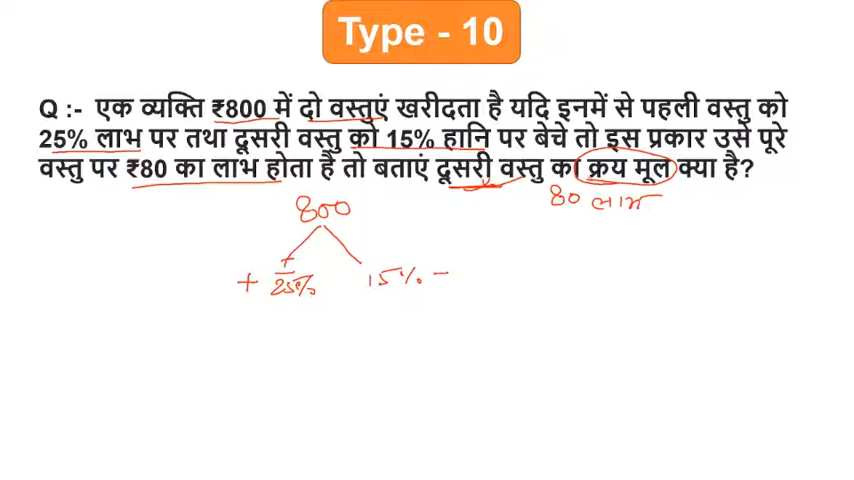 Type - 10
Q :- एक व्यक्ति ₹800 में दो वस्तुएं खरीदता है यदि इनमें से पहली वस्तु को
25% लाभ पर तथा दूसरी वस्तु को 15% हानि पर बेचे तो इस प्रकार उसे पूरे
वस्तु पर ₹80 का लाभ होता है तो बताएं दूसरी वस्तु का क्रय मूल क्या है?
80 लाभ
800
+ 25% 15% -